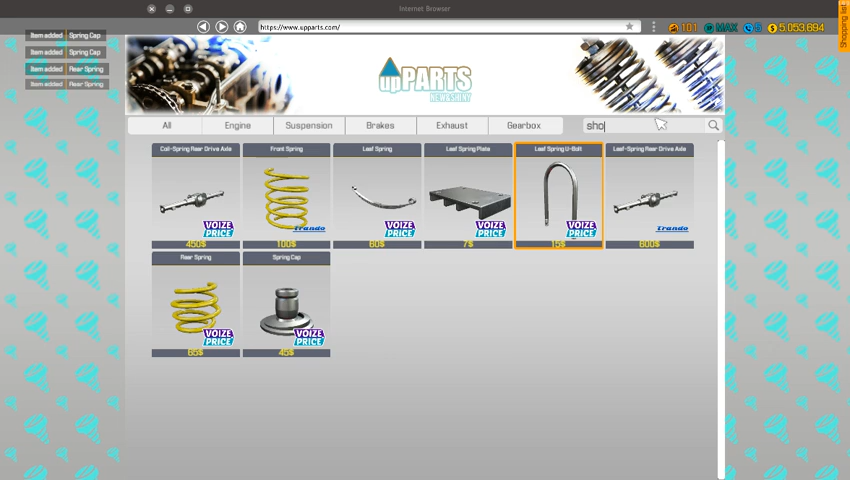 Internet Browser
https://www.upparts.com/
101 MAX 5 5.053.694
Shopping list
Item added Spring Cap
Item added Spring Cap
Item added Rear Spring
Item added Rear Spring
upPARTS
NEW&SHINY
All Engine Suspension Brakes Exhaust Gearbox sho
Coil-Spring Rear Drive Axle Front Spring Leaf Spring Leaf Spring Plate Leaf Spring U-Bolt Leaf-Spring Rear Drive Axle
VOIZE PRICE Trando VOIZE PRICE VOIZE PRICE VOIZE PRICE Trando
450$ 100$ 60$ 7$ 15$ 600$
Rear Spring Spring Cap
VOIZE PRICE VOIZE PRICE
65$ 45$